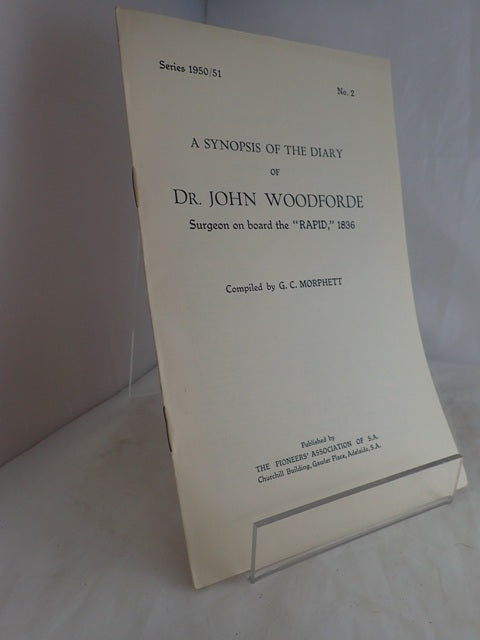 Series 1950/51
No. 2
A SYNOPSIS OF THE DIARY
OF
DR. JOHN WOODFORDE
Surgeon on board the "RAPID," 1836
Compiled by G. C. MORPHETT
Published by
THE PIONEERS' ASSOCIATION OF S.A.
Churchill Building, Gawler Place, Adelaide, S.A.